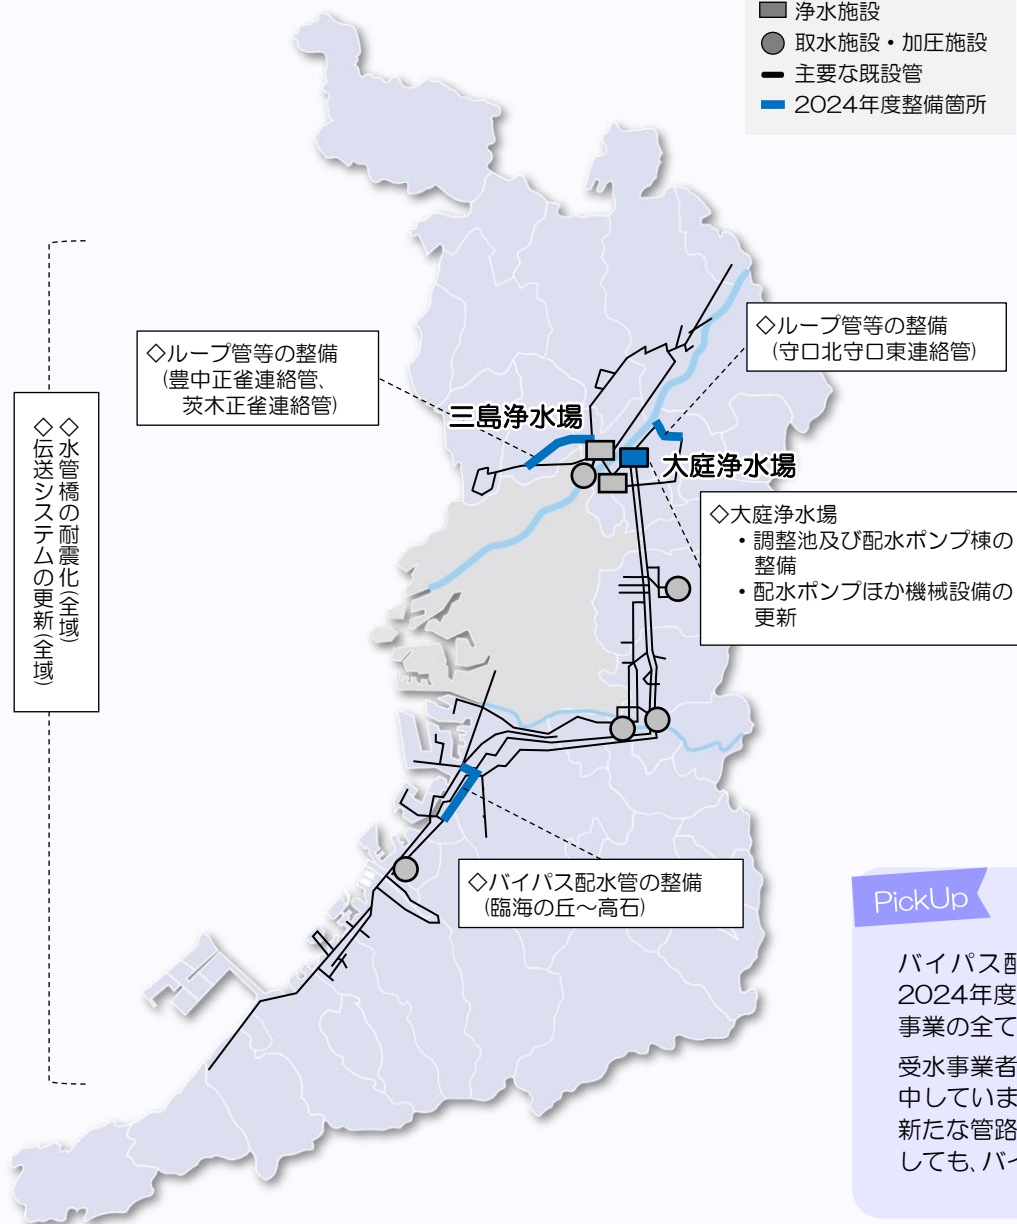 浄水施設
取水施設・加圧施設
主要な既設管
2024年度整備箇所
◇ループ管等の整備
(豊中正雀連絡管、
茨木正雀連絡管)
◇ループ管等の整備
(守口北守口東連絡管)
三島浄水場
大庭浄水場
◇水管橋の耐震化(全域)
◇伝送システムの更新(全域)
◇大庭浄水場
・調整池及び配水ポンプ棟の
整備
・配水ポンプほか機械設備の
更新
◇バイパス配水管の整備
(臨海の丘～高石)
PickUp
バイパス配
2024年度
事業の全て
受水事業者
中していま
新たな管路
しても、バイ